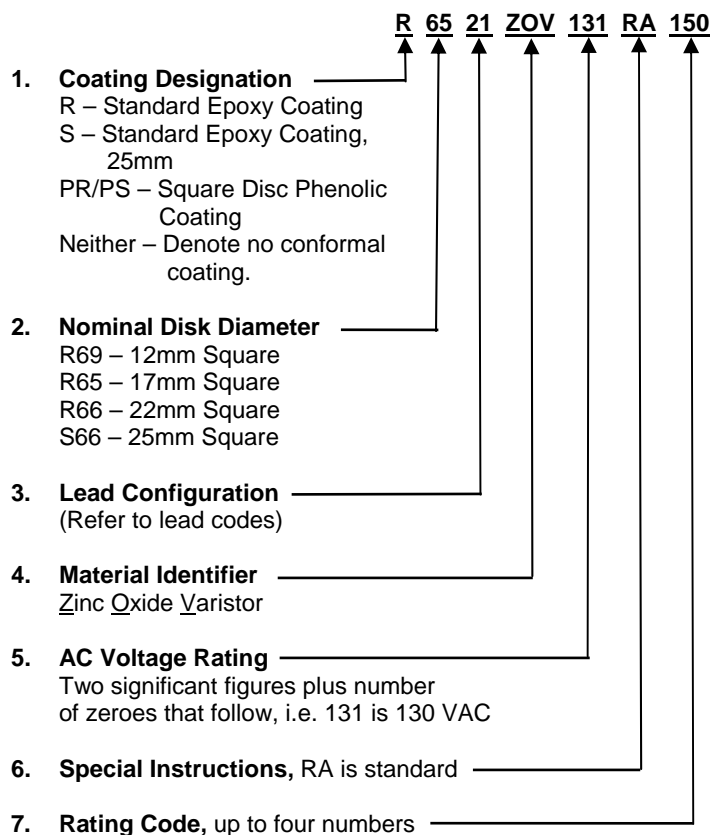 R 65 21 ZOV 131 RA 150
1. Coating Designation
R – Standard Epoxy Coating
S – Standard Epoxy Coating,
25mm
PR/PS – Square Disc Phenolic
Coating
Neither – Denote no conformal
coating.
2. Nominal Disk Diameter
R69 – 12mm Square
R65 – 17mm Square
R66 – 22mm Square
S66 – 25mm Square
3. Lead Configuration
(Refer to lead codes)
4. Material Identifier
Zinc Oxide Varistor
5. AC Voltage Rating
Two significant figures plus number
of zeroes that follow, i.e. 131 is 130 VAC
6. Special Instructions, RA is standard
7. Rating Code, up to four numbers